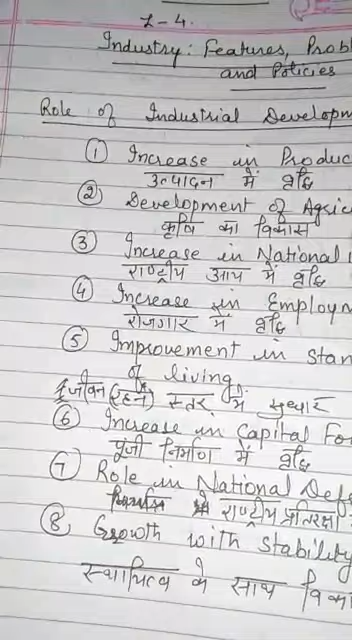 L-4.
Industry: Features, Prob
and Policies
Role of Industrial Developm
① Increase in Produc
उत्पादन में वृद्धि
② Development of Agric
कृषि का विकास
③ Increase in National
राष्ट्रीय आय में वृद्धि
④ Increase in Employm
रोजगार में वृद्धि
⑤ Improvement in Stan
of living.
जीवन (रहन) स्तर में सुधार
⑥ Increase in Capital For
पूंजी निर्माण में वृद्धि
⑦ Role in National Def
राष्ट्रीय प्रतिरक्षा
⑧ Growth with Stability
स्थायित्व के साथ विका